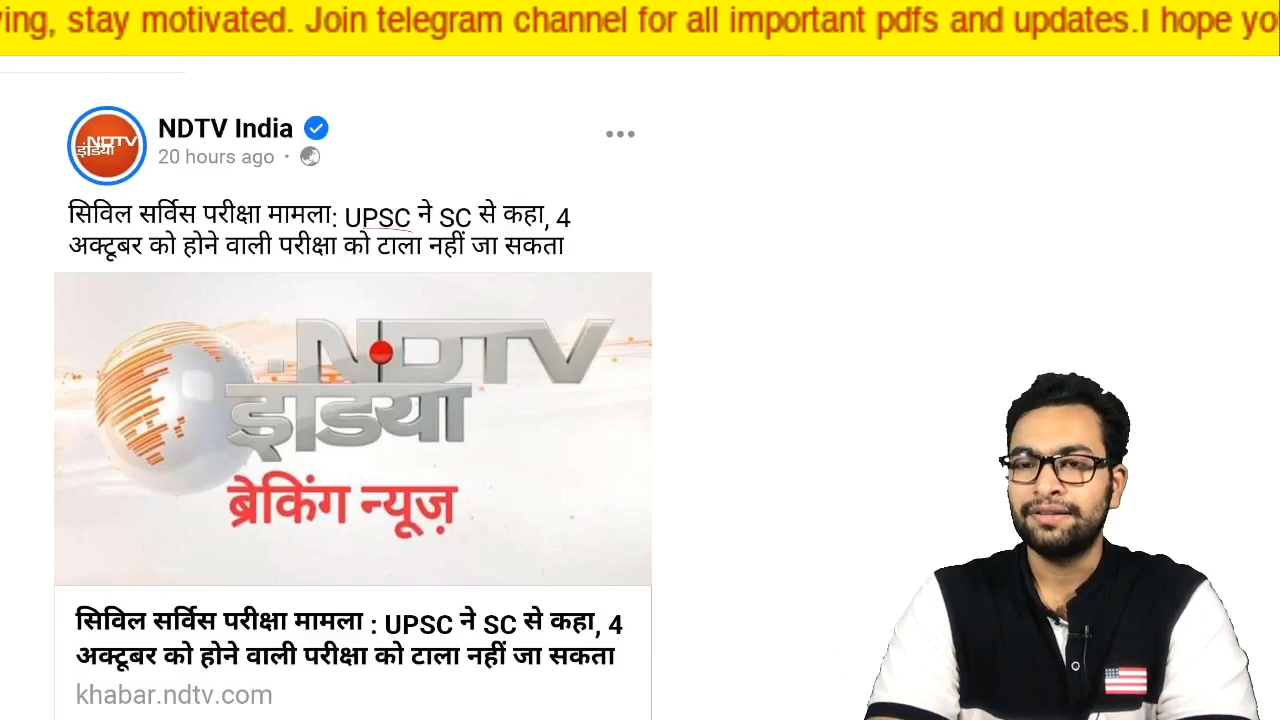 ing, stay motivated. Join telegram channel for all important pdfs and updates.I hope yo
NDTV
इंडिया
NDTV India
20 hours ago ·
सिविल सर्विस परीक्षा मामला: UPSC ने SC से कहा, 4
अक्टूबर को होने वाली परीक्षा को टाला नहीं जा सकता
NDTV
इंडिया
ब्रेकिंग न्यूज़
सिविल सर्विस परीक्षा मामला : UPSC ने SC से कहा, 4
अक्टूबर को होने वाली परीक्षा को टाला नहीं जा सकता
khabar.ndtv.com